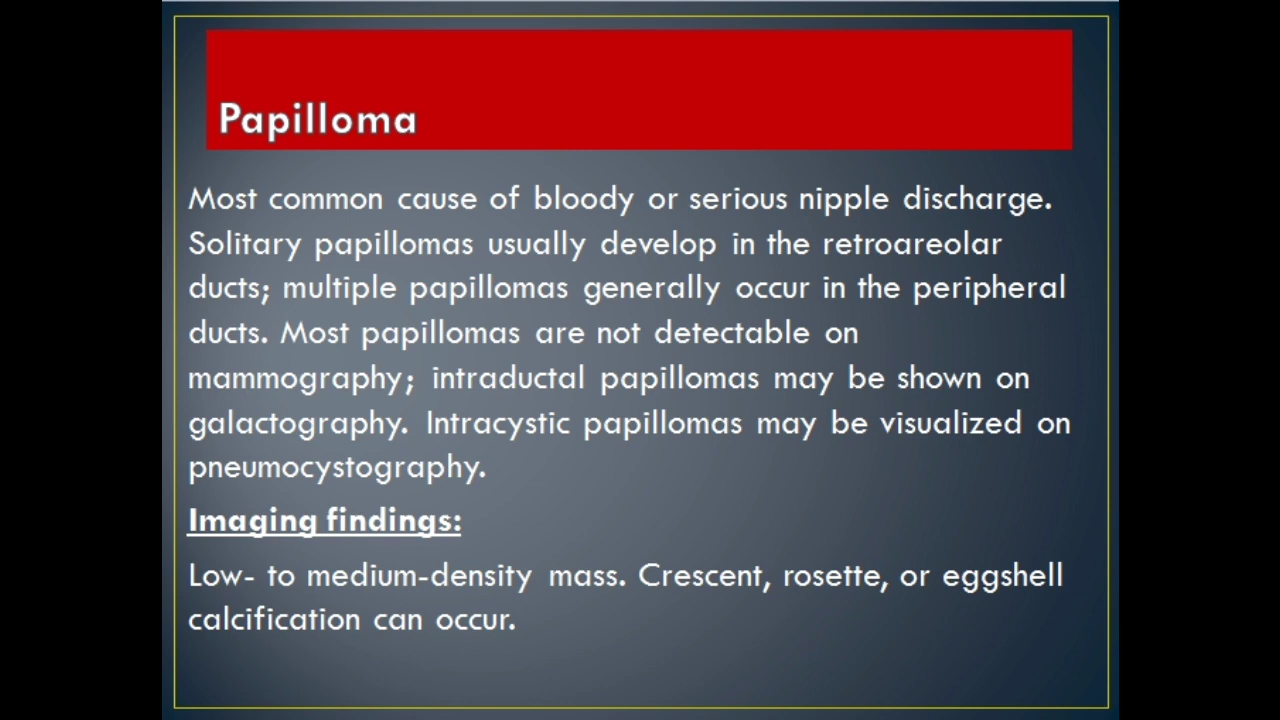 Papilloma
Most common cause of bloody or serious nipple discharge.
Solitary papillomas usually develop in the retroareolar
ducts; multiple papillomas generally occur in the peripheral
ducts. Most papillomas are not detectable on
mammography; intraductal papillomas may be shown on
galactography. Intracystic papillomas may be visualized on
pneumocystography.
Imaging findings:
Low- to medium-density mass. Crescent, rosette, or eggshell
calcification can occur.